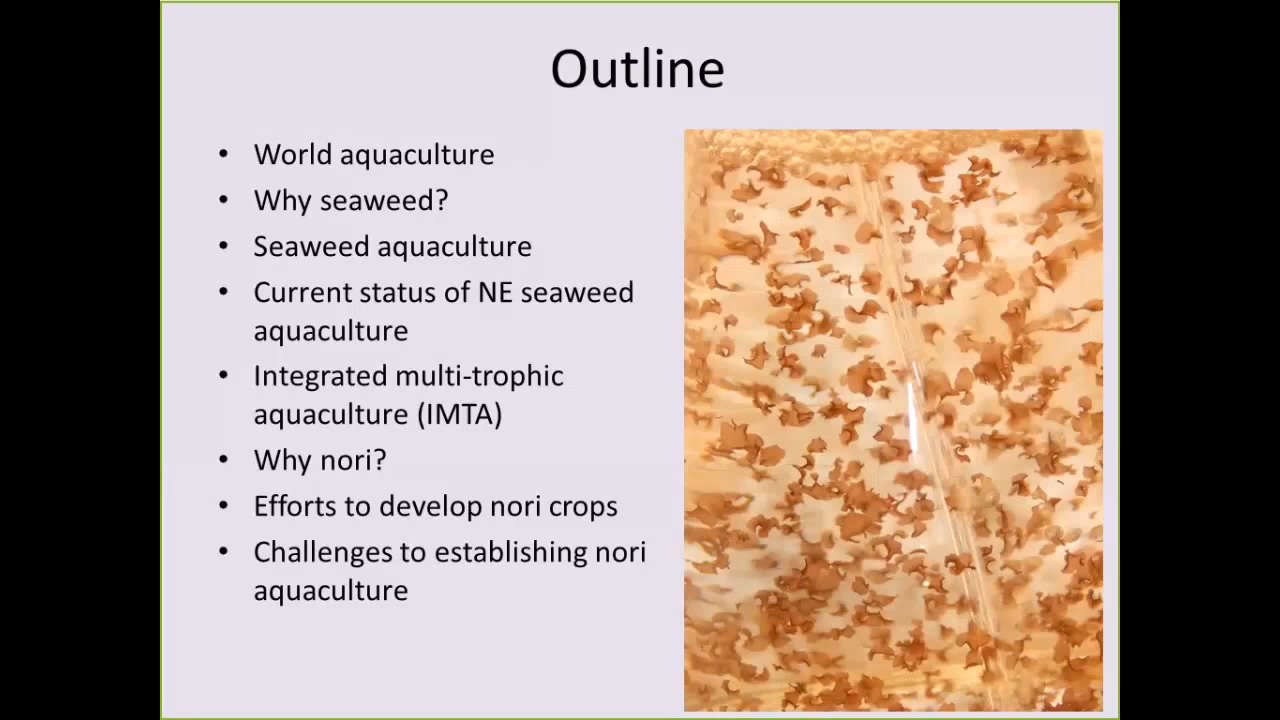 Outline
• World aquaculture
• Why seaweed?
• Seaweed aquaculture
• Current status of NE seaweed
aquaculture
• Integrated multi-trophic
aquaculture (IMTA)
• Why nori?
• Efforts to develop nori crops
• Challenges to establishing nori
aquaculture